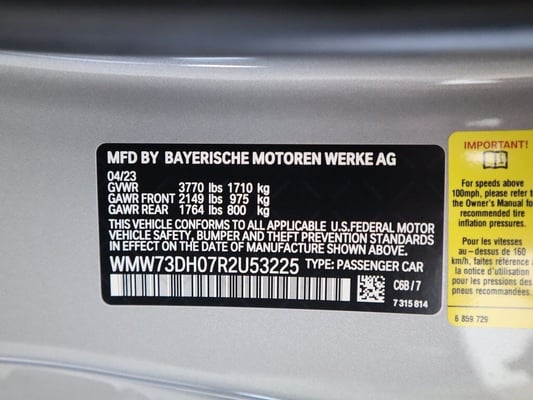 MFD BY BAYERISCHE MOTOREN WERKE AG
04/23
GVWR 3770 lbs 1710 kg
GAWR FRONT 2149 lbs 975 kg
GAWR REAR 1764 lbs 800 kg
THIS VEHICLE CONFORMS TO ALL APPLICABLE U.S.FEDERAL MOTOR
VEHICLE SAFETY, BUMPER, AND THEFT PREVENTION STANDARDS
IN EFFECT ON THE DATE OF MANUFACTURE SHOWN ABOVE.
WMW73DH07R2U53225 TYPE: PASSENGER CAR
C6B / 7
7 315 814
IMPORTANT!
For speeds above
100mph, please refer to
the Owner's Manual for
recommended tire
inflation pressures.
Pour les vitesses
au-dessus de 160
km/h, faites référence à
la notice d'utilisation
pour les pressions des
pneus recommandées.
6 859 729